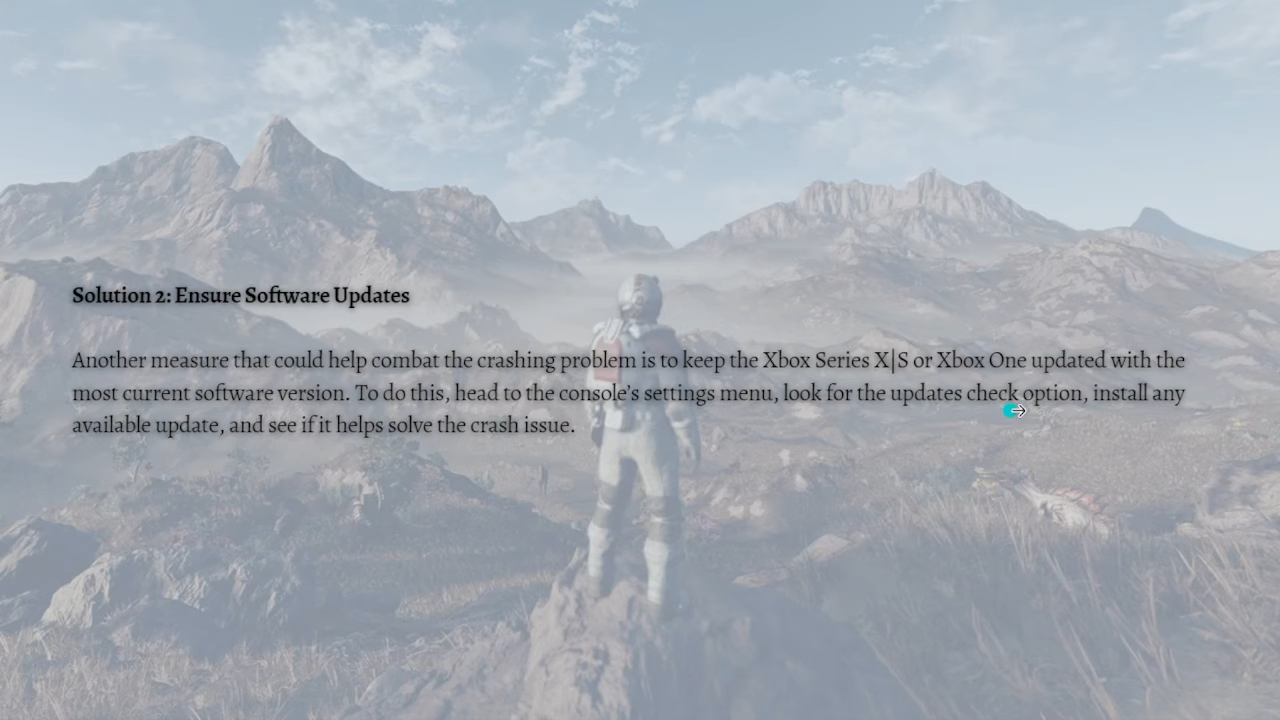 Solution 2: Ensure Software Updates
Another measure that could help combat the crashing problem is to keep the Xbox Series X|S or Xbox One updated with the
most current software version. To do this, head to the console's settings menu, look for the updates check option, install any
available update, and see if it helps solve the crash issue.